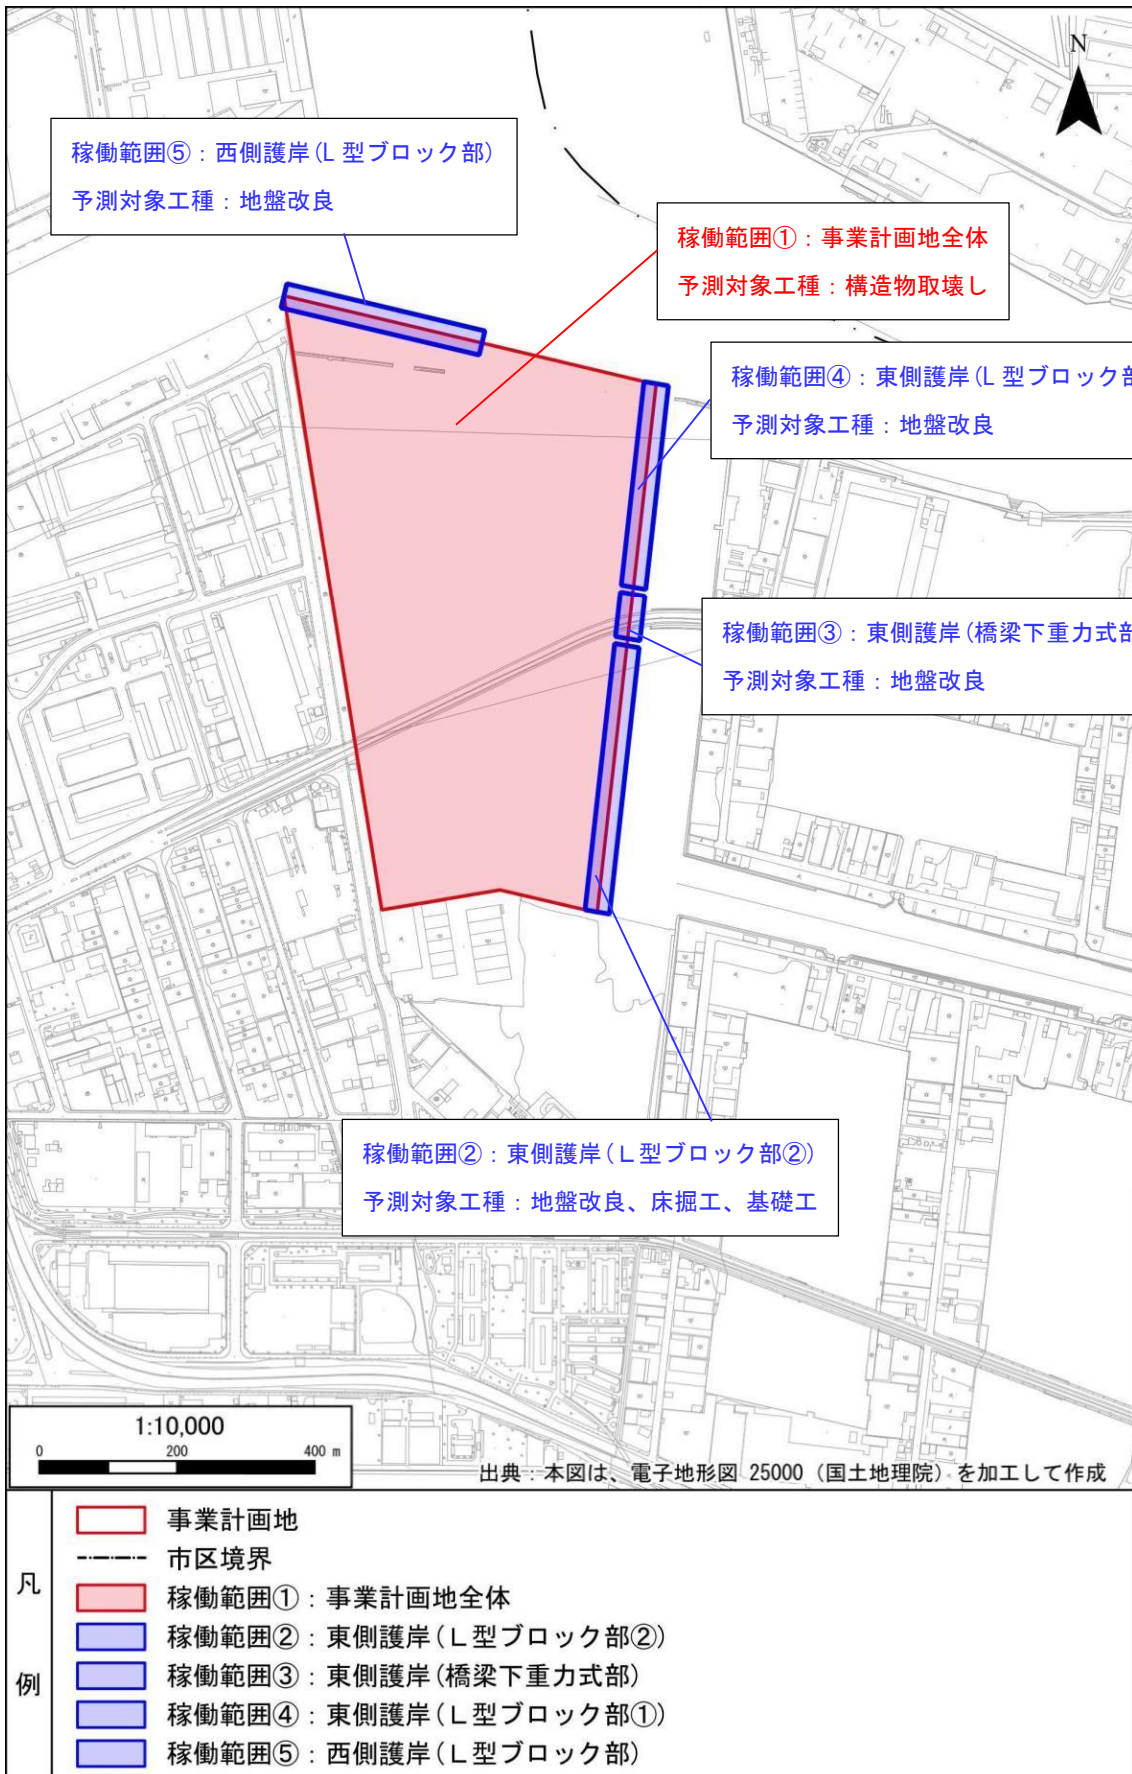 N
稼働範囲⑤：西側護岸(L 型ブロック部)
予測対象工種：地盤改良
稼働範囲①：事業計画地全体
予測対象工種：構造物取壊し
稼働範囲④：東側護岸(L 型ブロック部
予測対象工種：地盤改良
稼働範囲③：東側護岸(橋梁下重力式部
予測対象工種：地盤改良
稼働範囲②：東側護岸(Ｌ型ブロック部②)
予測対象工種：地盤改良、床掘工、基礎工
1:10,000
0 200 400 m
出典：本図は、電子地形図 25000（国土地理院）を加工して作成
凡例
事業計画地
市区境界
稼働範囲①：事業計画地全体
稼働範囲②：東側護岸(Ｌ型ブロック部②)
稼働範囲③：東側護岸(橋梁下重力式部)
稼働範囲④：東側護岸(Ｌ型ブロック部①)
稼働範囲⑤：西側護岸(Ｌ型ブロック部)